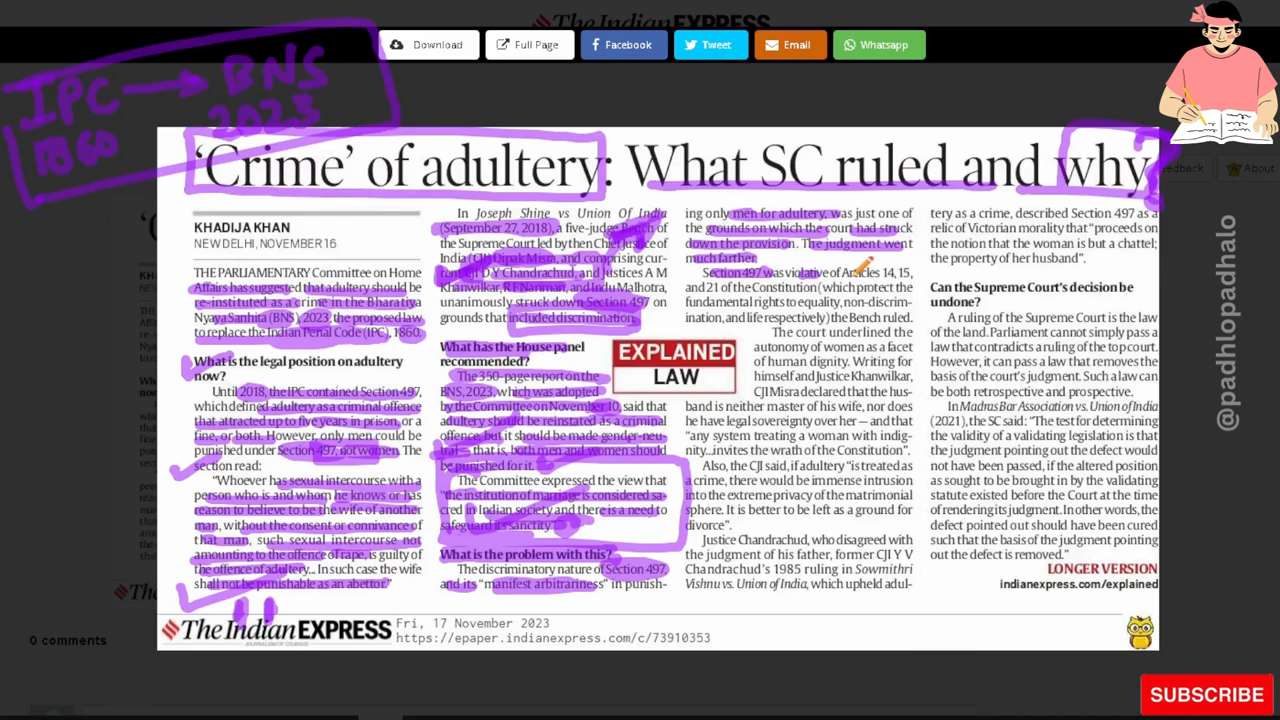 The Indian EXPRESS
Download
Full Page
Facebook
Tweet
Email
Whatsapp
IPC → BNS
1860 2023
'Crime' of adultery: What SC ruled and why
eedback
About
KHADIJA KHAN
NEW DELHI, NOVEMBER 16
THE PARLIAMENTARY Committee on Home
Affairs has suggested that adultery should be
re-instituted as a crime in the Bharatiya
Nyaya Sanhita (BNS), 2023, the proposed law
to replace the Indian Penal Code (IPC), 1860.
What is the legal position on adultery
now?
Until 2018, the IPC contained Section 497,
which defined adultery as a criminal offence
that attracted up to five years in prison, or a
fine, or both. However, only men could be
punished under Section 497, not women. The
section read:
"Whoever has sexual intercourse with a
person who is and whom he knows or has
reason to believe to be the wife of another
man, without the consent or connivance of
that man, such sexual intercourse not
amounting to the offence of rape, is guilty of
the offence of adultery... In such case the wife
shall not be punishable as an abettor."
In Joseph Shine vs Union Of India
(September 27, 2018), a five-judge Bench of
the Supreme Court led by then Chief Justice of
India (CJI) Dipak Misra, and comprising cur-
rent CJI D Y Chandrachud, and Justices A M
Khanwilkar, R F Nariman, and Indu Malhotra,
unanimously struck down Section 497 on
grounds that included discrimination.
What has the House panel
recommended?
The 350-page report on the
BNS, 2023, which was adopted
by the Committee on November 10, said that
adultery should be reinstated as a criminal
offence, but it should be made gender-neu-
tral — that is, both men and women should
be punished for it.
The Committee expressed the view that
"the institution of marriage is considered sa-
cred in Indian society and there is a need to
safeguard its sanctity".
What is the problem with this?
The discriminatory nature of Section 497,
and its "manifest arbitrariness" in punish-
ing only men for adultery, was just one of
the grounds on which the court had struck
down the provision. The judgment went
much farther.
Section 497 was violative of Articles 14, 15,
and 21 of the Constitution (which protect the
fundamental rights to equality, non-discrim-
ination, and life respectively) the Bench ruled.
The court underlined the
autonomy of women as a facet
of human dignity. Writing for
himself and Justice Khanwilkar,
CJI Misra declared that the hus-
band is neither master of his wife, nor does
he have legal sovereignty over her — and that
"any system treating a woman with indig-
nity...invites the wrath of the Constitution".
Also, the CJI said, if adultery "is treated as
a crime, there would be immense intrusion
into the extreme privacy of the matrimonial
sphere. It is better to be left as a ground for
divorce".
Justice Chandrachud, who disagreed with
the judgment of his father, former CJI Y V
Chandrachud's 1985 ruling in Sowmithri
Vishnu vs. Union of India, which upheld adul-
EXPLAINED
LAW
tery as a crime, described Section 497 as a
relic of Victorian morality that "proceeds on
the notion that the woman is but a chattel;
the property of her husband".
Can the Supreme Court's decision be
undone?
A ruling of the Supreme Court is the law
of the land. Parliament cannot simply pass a
law that contradicts a ruling of the top court.
However, it can pass a law that removes the
basis of the court's judgment. Such a law can
be both retrospective and prospective.
In Madras Bar Association vs. Union of India
(2021), the SC said: "The test for determining
the validity of a validating legislation is that
the judgment pointing out the defect would
not have been passed, if the altered position
as sought to be brought in by the validating
statute existed before the Court at the time
of rendering its judgment. In other words, the
defect pointed out should have been cured
such that the basis of the judgment pointing
out the defect is removed."
LONGER VERSION
indianexpress.com/explained
The Indian EXPRESS
JOURNALISM OF COURAGE
Fri, 17 November 2023
https://epaper.indianexpress.com/c/73910353
0 comments
@padhlopadhalo
SUBSCRIBE